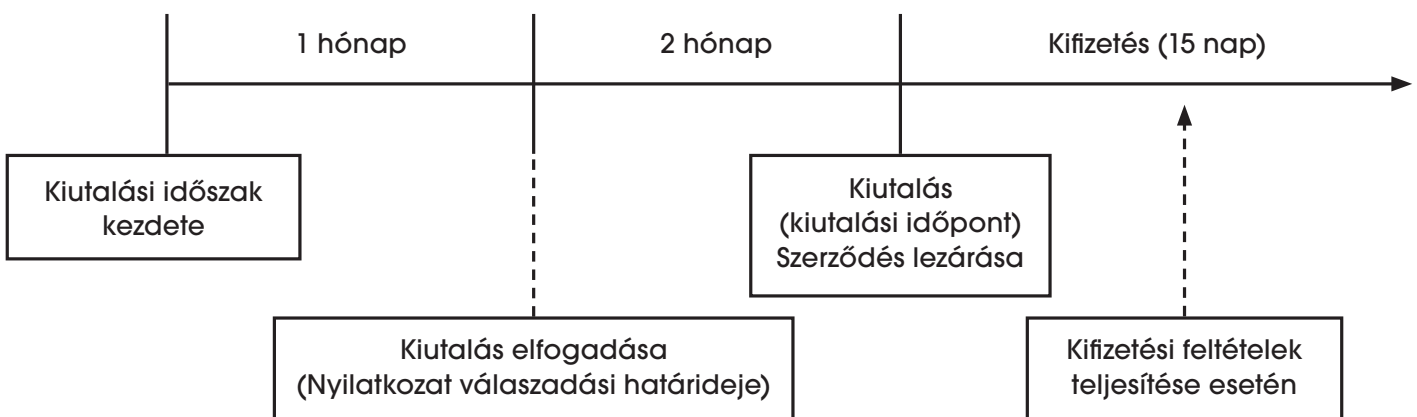 1 hónap
2 hónap
Kifizetés (15 nap)
Kiutalási időszak
kezdete
Kiutalás
(kiutalási időpont)
Szerződés lezárása
Kiutalás elfogadása
(Nyilatkozat válaszadási határideje)
Kifizetési feltételek
teljesítése esetén